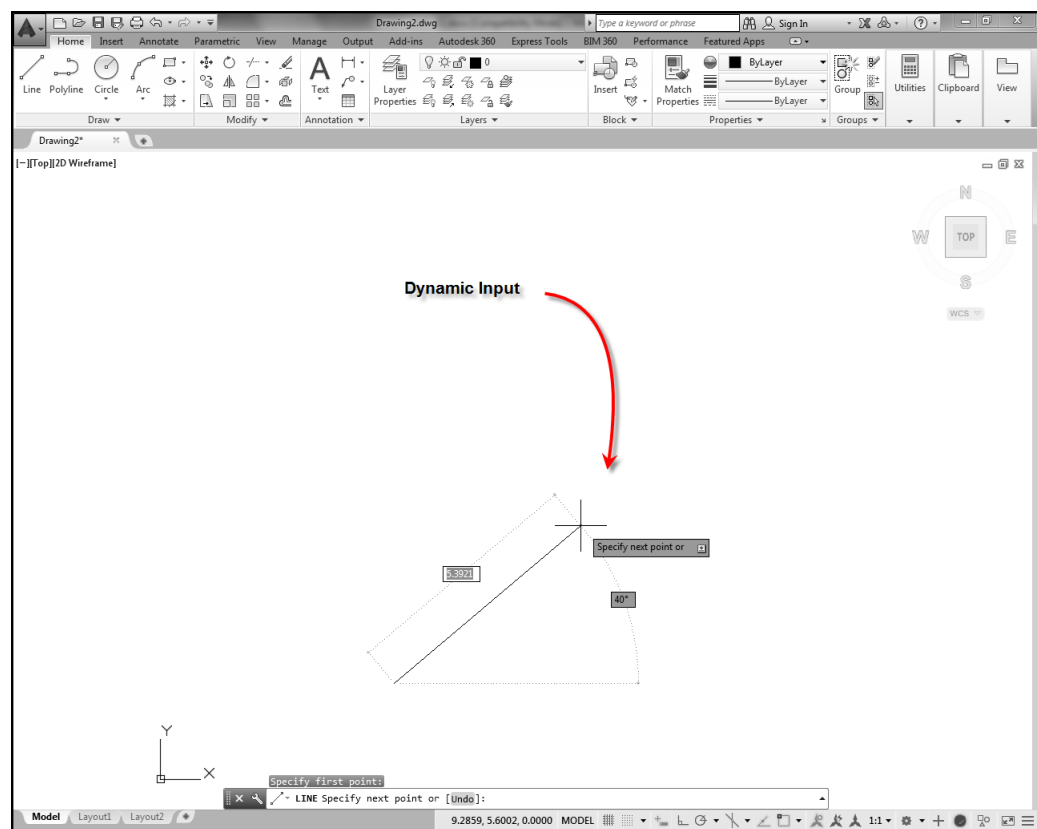 Drawing2.dwg
Type a keyword or phrase
Sign In
Home Insert Annotate Parametric View Manage Output Add-ins Autodesk 360 Express Tools BIM 360 Performance Featured Apps
0
ByLayer
ByLayer
ByLayer
Line Polyline Circle Arc
Text
Layer Properties
Insert
Match Properties
Group
Utilities
Clipboard
View
Draw
Modify
Annotation
Layers
Block
Properties
Groups
Drawing2*
[−][Top][2D Wireframe]
N
W
TOP
E
S
WCS
Dynamic Input
Specify next point or
5.3921
40°
Y
X
Specify first point:
LINE Specify next point or [Undo]:
Model Layout1 Layout2
9.2859, 5.6002, 0.0000 MODEL
1:1